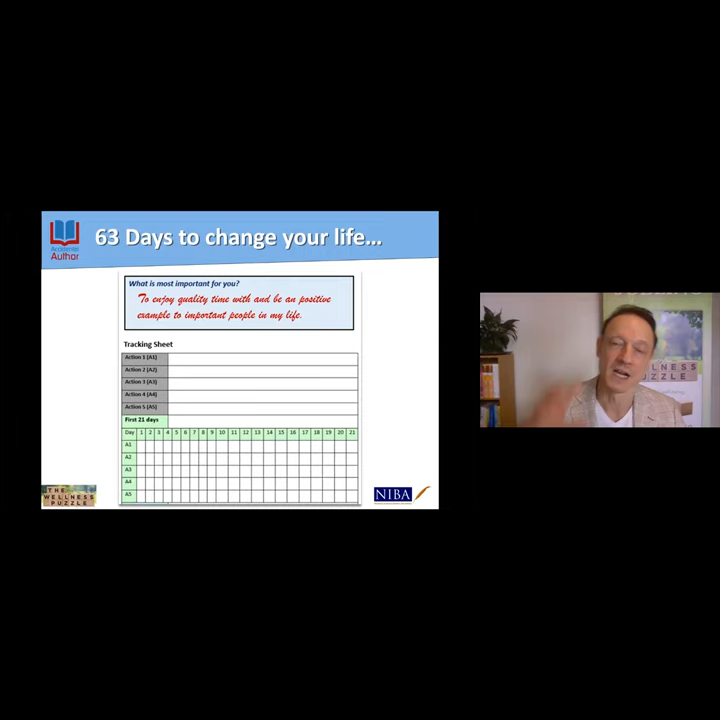 Accidental
Author
63 Days to change your life...
What is most important for you?
To enjoy quality time with and be an positive
example to important people in my life.
Tracking Sheet
Action 1 (A1)
Action 2 (A2)
Action 3 (A3)
Action 4 (A4)
Action 5 (A5)
First 21 days
Day 1 2 3 4 5 6 7 8 9 10 11 12 13 14 15 16 17 18 19 20 21
A1
A2
A3
A4
A5
THE
WELLNESS
PUZZLE
NIBA
LLNESS
ZZLE